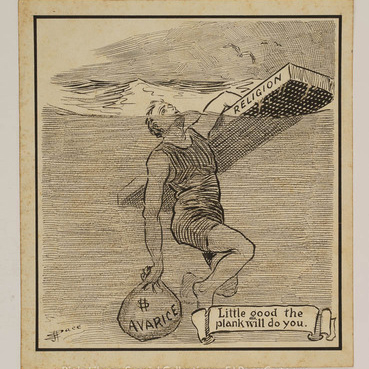 RELIGION
$
AVARICE
Little good the
plank will do you.